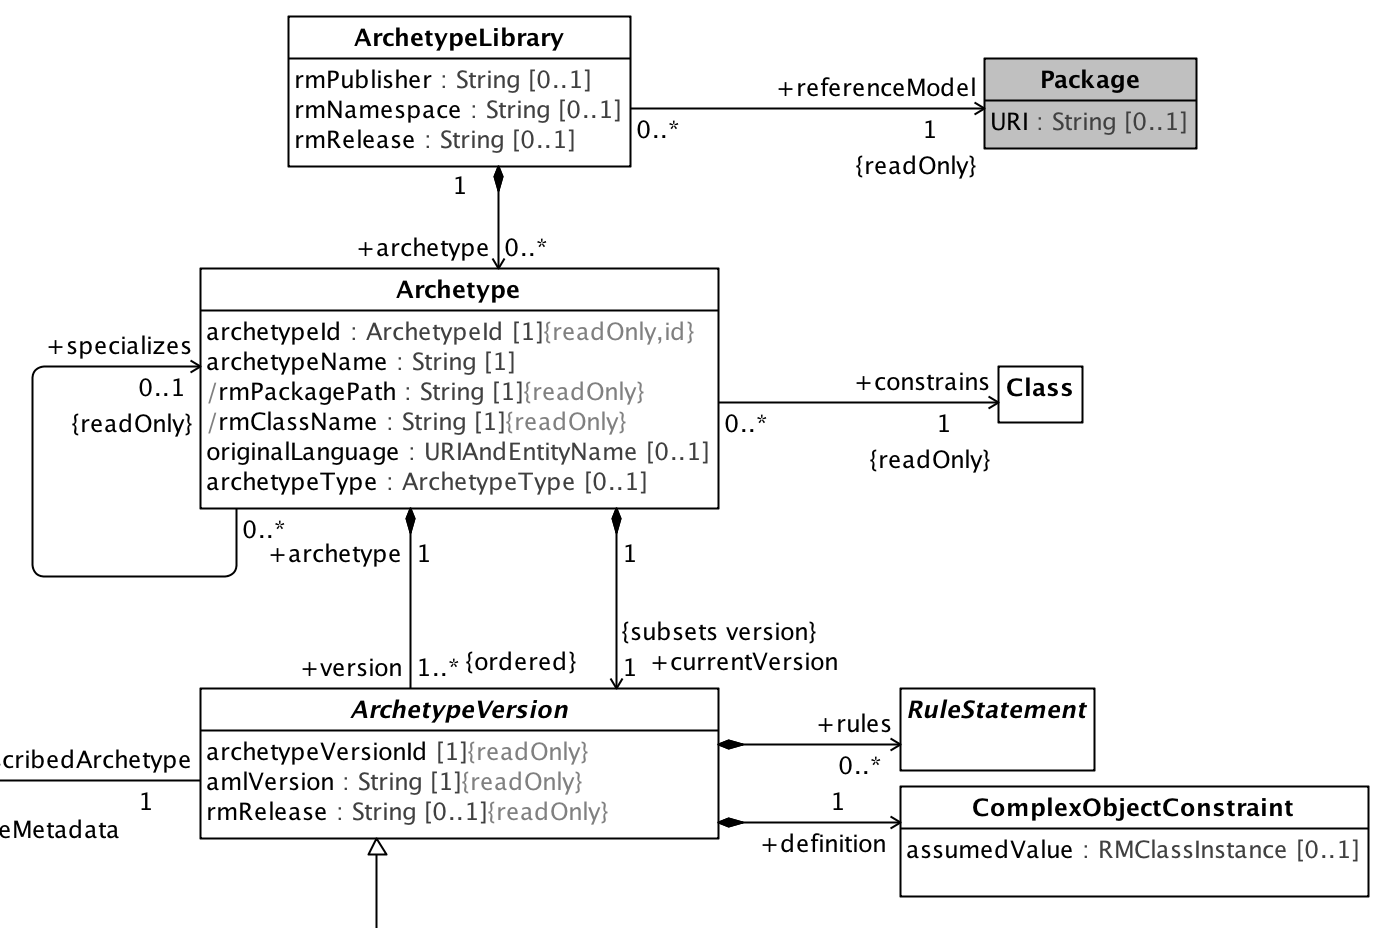 ArchetypeLibrary
rmPublisher : String [0..1]
rmNamespace : String [0..1]
rmRelease : String [0..1]
+referenceModel
0..*
1
{readOnly}
Package
URI : String [0..1]
1
+archetype
0..*
Archetype
archetypeId : ArchetypeId [1]{readOnly,id}
archetypeName : String [1]
/rmPackagePath : String [1]{readOnly}
/rmClassName : String [1]{readOnly}
originalLanguage : URIAndEntityName [0..1]
archetypeType : ArchetypeType [0..1]
+specializes
0..1
{readOnly}
0..*
+constrains
0..*
1
{readOnly}
Class
+archetype
1
1
{subsets version}
+version
1..*
{ordered}
1
+currentVersion
ArchetypeVersion
archetypeVersionId [1]{readOnly}
amlVersion : String [1]{readOnly}
rmRelease : String [0..1]{readOnly}
scribedArchetype
1
eMetadata
+rules
0..*
RuleStatement
1
+definition
ComplexObjectConstraint
assumedValue : RMClassInstance [0..1]